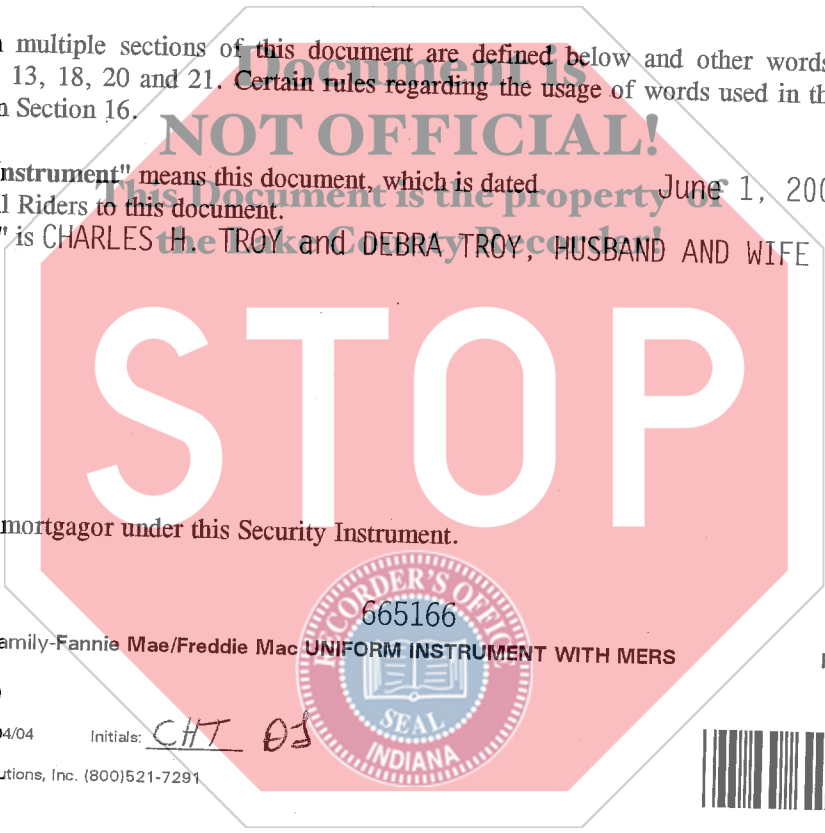 multiple sections of this document are defined below and other words
Document is
13, 18, 20 and 21. Certain rules regarding the usage of words used in th
n Section 16.
NOT OFFICIAL!
nstrument" means this document, which is dated June 1, 200
This Document is the property of
l Riders to this document.
the Lake County Recorder!
" is CHARLES H. TROY and DEBRA TROY, HUSBAND AND WIFE
STOP
mortgagor under this Security Instrument.
RECORDER'S OFFICE
665166
amily-Fannie Mae/Freddie Mac UNIFORM INSTRUMENT WITH MERS
SEAL
INDIANA
04/04 Initials: CHT DT
utions, Inc. (800)521-7291